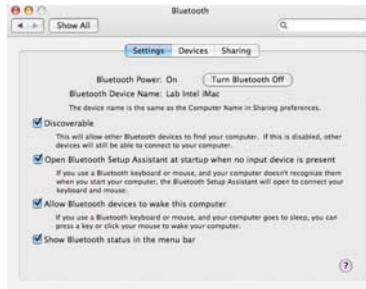 Bluetooth
Show All
Settings Devices Sharing
Bluetooth Power: On Turn Bluetooth Off
Bluetooth Device Name: Lab Intel iMac
The device name is the same as the Computer Name in Sharing preferences.
Discoverable
This will allow other Bluetooth devices to find your computer. If this is disabled, other
devices will still be able to connect to your computer.
Open Bluetooth Setup Assistant at startup when no input device is present
If you use a Bluetooth keyboard or mouse, and your computer doesn't recognize them
when you start your computer, the Bluetooth Setup Assistant will open to connect your
keyboard and mouse.
Allow Bluetooth devices to wake this computer
If you use a Bluetooth keyboard or mouse, and your computer goes to sleep, you can
press a key or click your mouse to wake your computer.
Show Bluetooth status in the menu bar
?